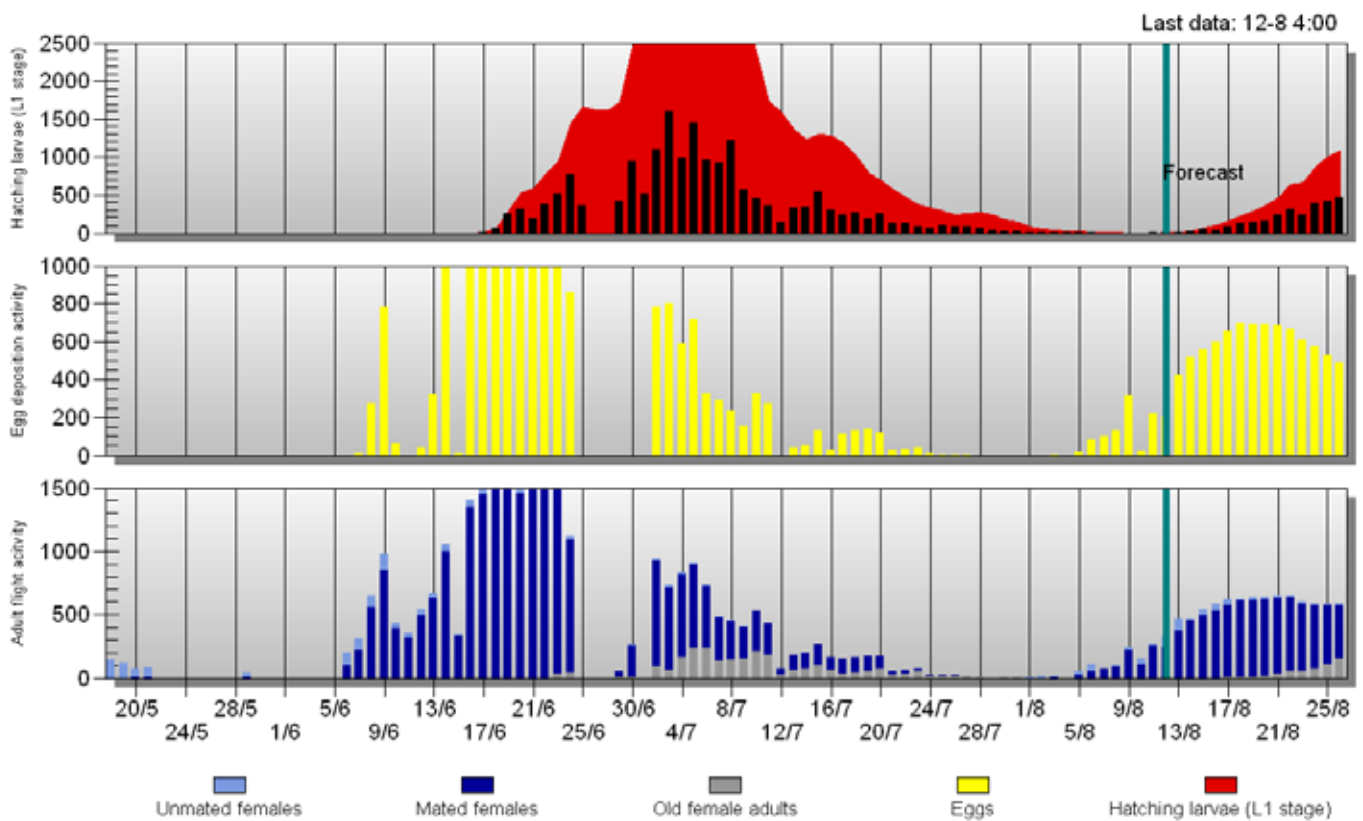 Last data: 12-8 4:00
Hatching larvae (L1 stage)
2500
2000
1500
1000
500
0
Forecast
Egg deposition activity
1000
800
600
400
200
0
Adult flight acitvity
1500
1000
500
0
20/5 28/5 5/6 13/6 21/6 30/6 8/7 16/7 24/7 1/8 9/8 17/8 25/8
24/5 1/6 9/6 17/6 25/6 4/7 12/7 20/7 28/7 5/8 13/8 21/8
Unmated females Mated females Old female adults Eggs Hatching larvae (L1 stage)